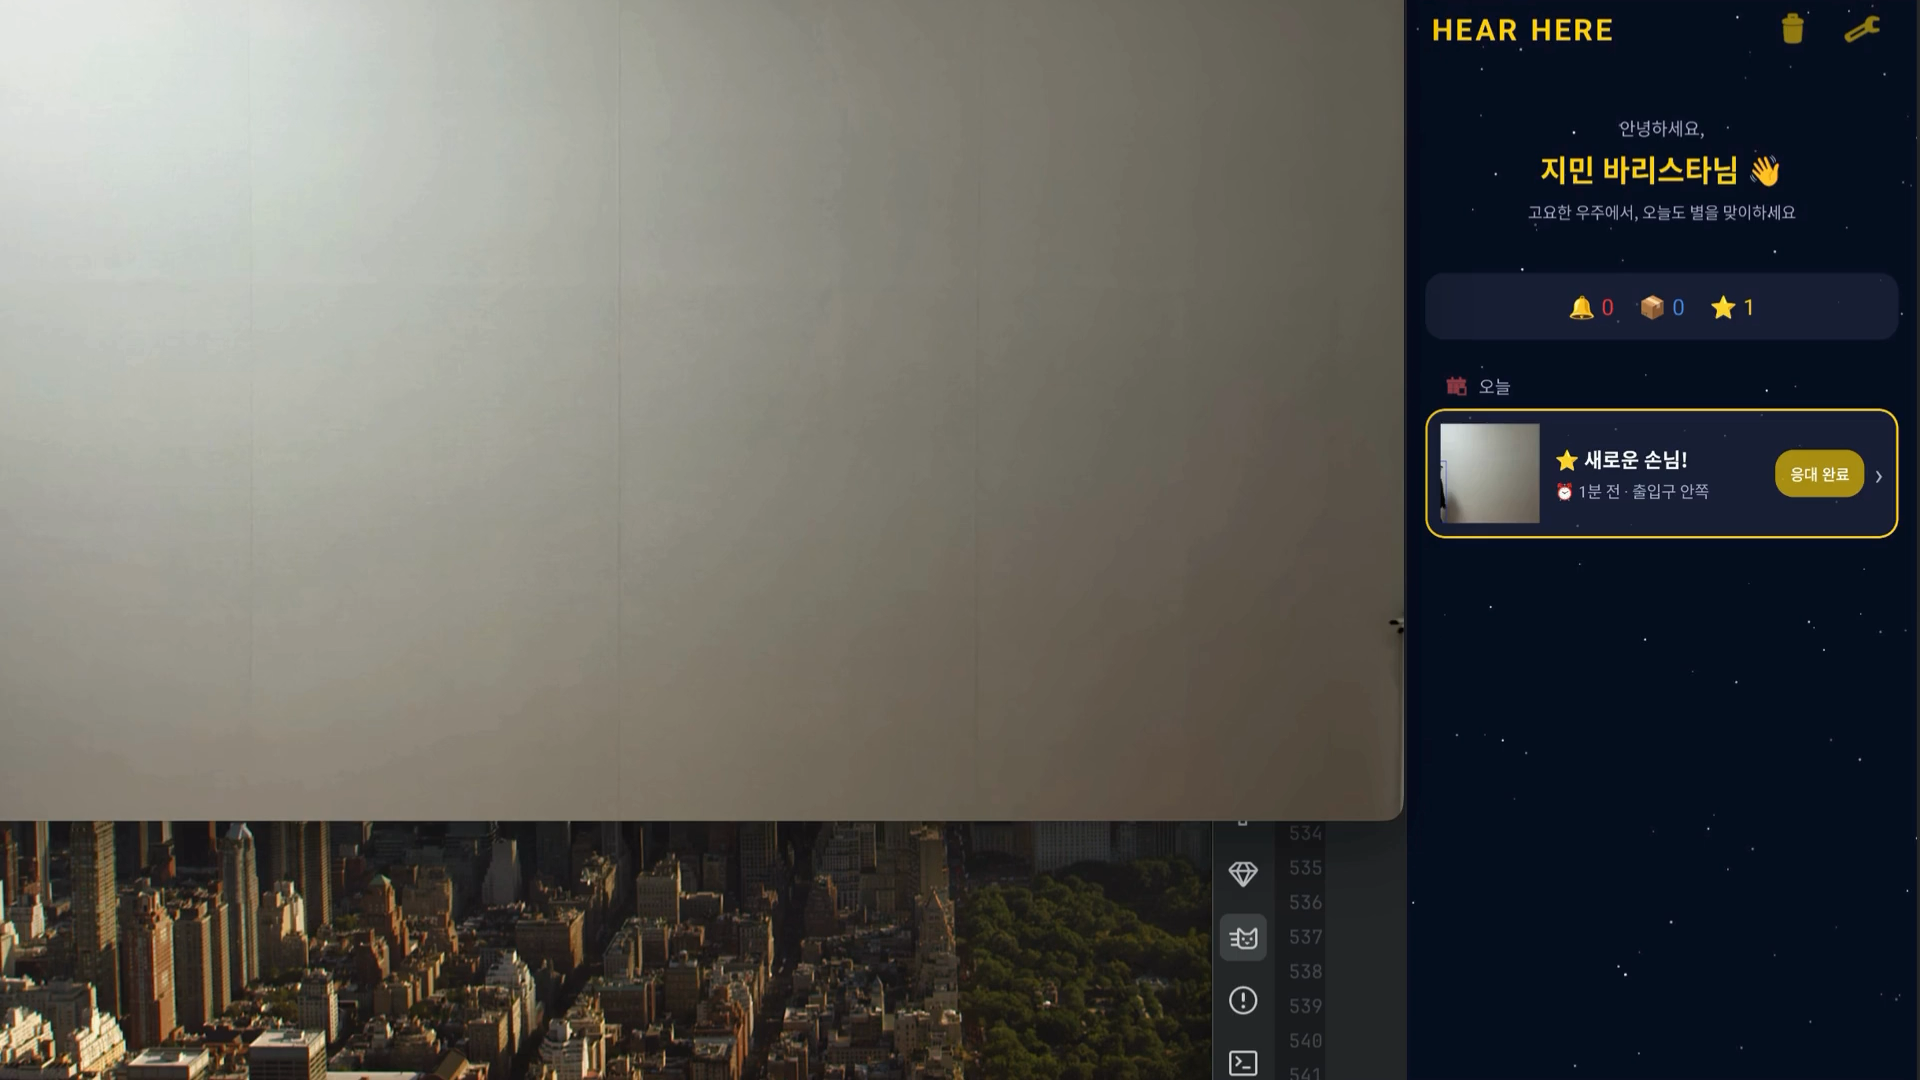 HEAR HERE
안녕하세요,
지민 바리스타님 👋
고요한 우주에서, 오늘도 별을 맞이하세요
🔔 0 📦 0 ⭐ 1
오늘
⭐ 새로운 손님!
⏰ 1분 전 · 출입구 안쪽
응대 완료 ›
534
535
536
537
538
539
540
541